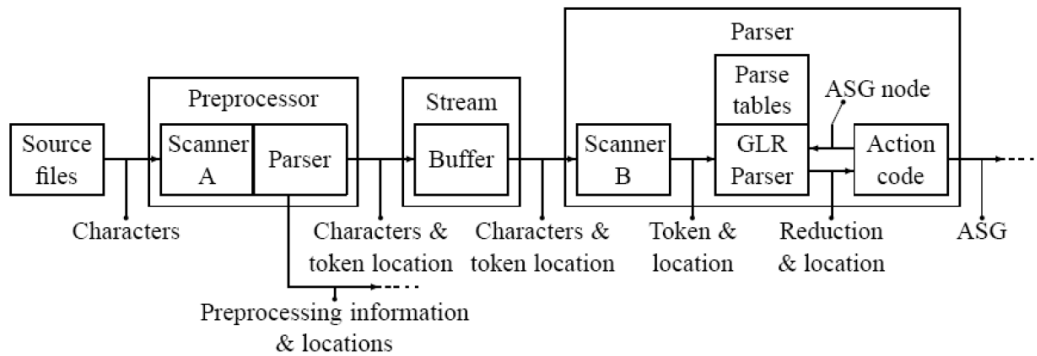 Parser
Preprocessor
Stream
Parse
tables
ASG node
Source
files
Scanner
A
Parser
Buffer
Scanner
B
GLR
Parser
Action
code
Characters
Characters &
token location
Characters &
token location
Token &
location
Reduction
& location
ASG
Preprocessing information
& locations